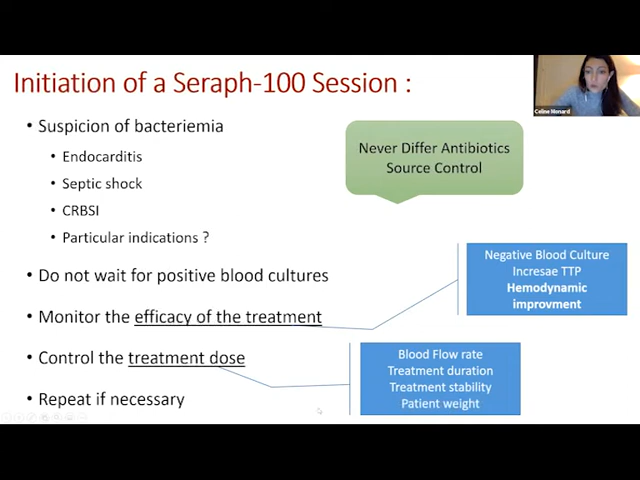 Initiation of a Seraph-100 Session :
Celine Monard
• Suspicion of bacteriemia
• Endocarditis
• Septic shock
• CRBSI
• Particular indications ?
Never Differ Antibiotics
Source Control
• Do not wait for positive blood cultures
• Monitor the efficacy of the treatment
Negative Blood Culture
Incresae TTP
Hemodynamic
improvment
• Control the treatment dose
Blood Flow rate
Treatment duration
Treatment stability
Patient weight
• Repeat if necessary